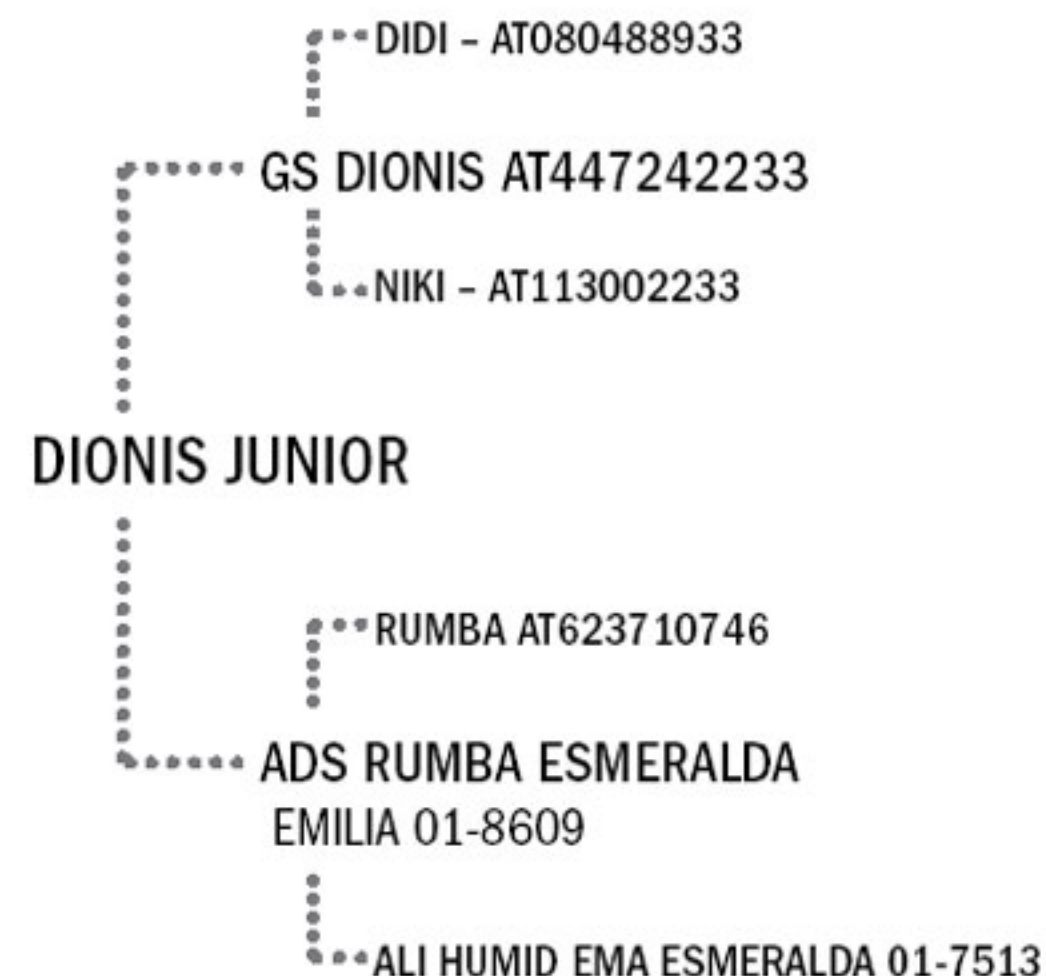 DIDI – AT080488933
GS DIONIS AT447242233
NIKI – AT113002233
DIONIS JUNIOR
RUMBA AT623710746
ADS RUMBA ESMERALDA
EMILIA 01-8609
ALI HUMID EMA ESMERALDA 01-7513